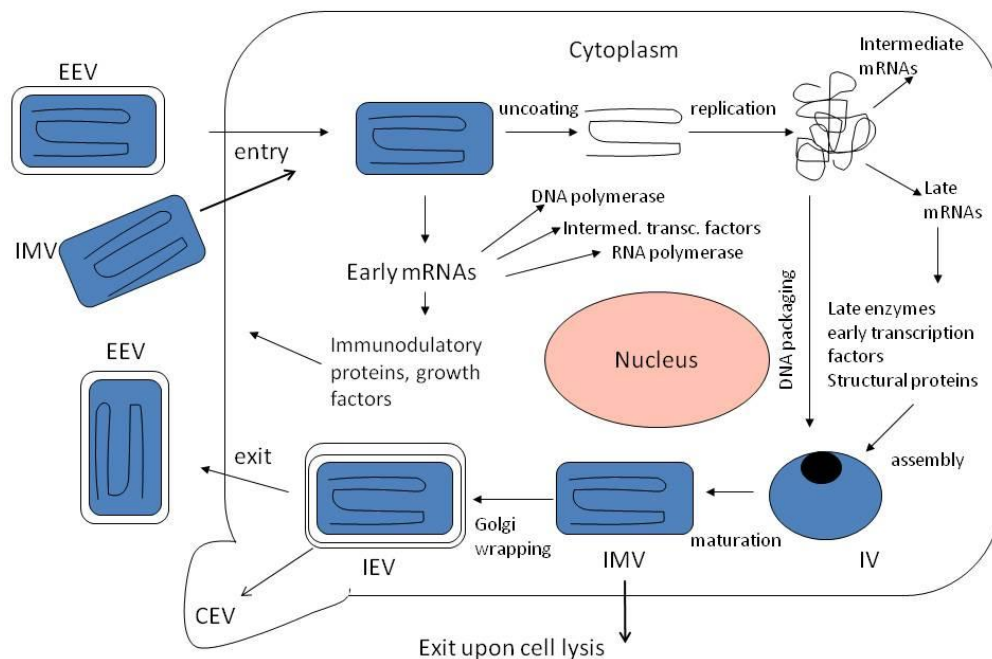 Cytoplasm
Intermediate
mRNAs
EEV
uncoating
replication
entry
IMV
DNA polymerase
Intermed. transc. factors
RNA polymerase
Late
mRNAs
Early mRNAs
DNA packaging
Late enzymes
early transcription
factors
Structural proteins
Nucleus
Immunodulatory
proteins, growth
factors
EEV
exit
assembly
Golgi
wrapping
maturation
IEV
IMV
IV
CEV
Exit upon cell lysis